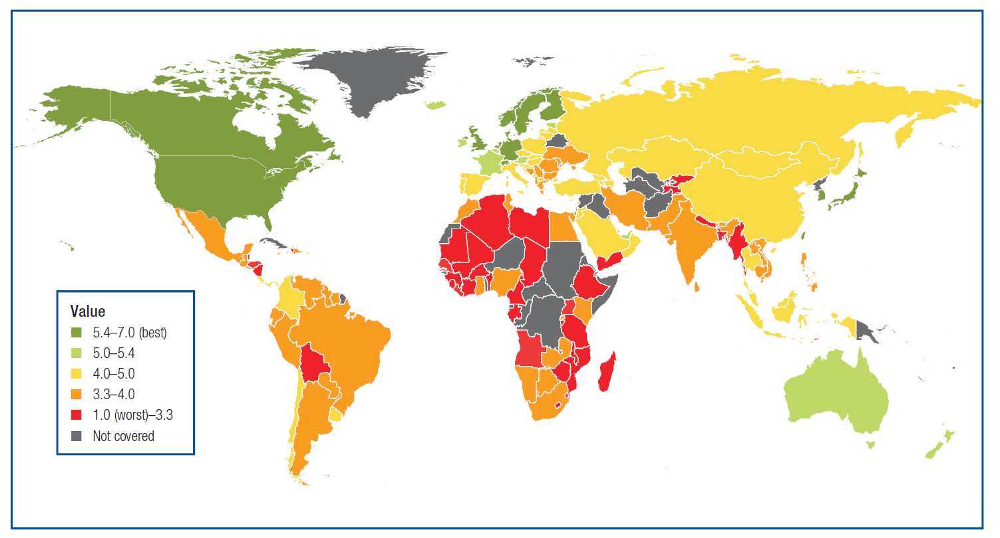 Value
5.4–7.0 (best)
5.0–5.4
4.0–5.0
3.3–4.0
1.0 (worst)–3.3
Not covered